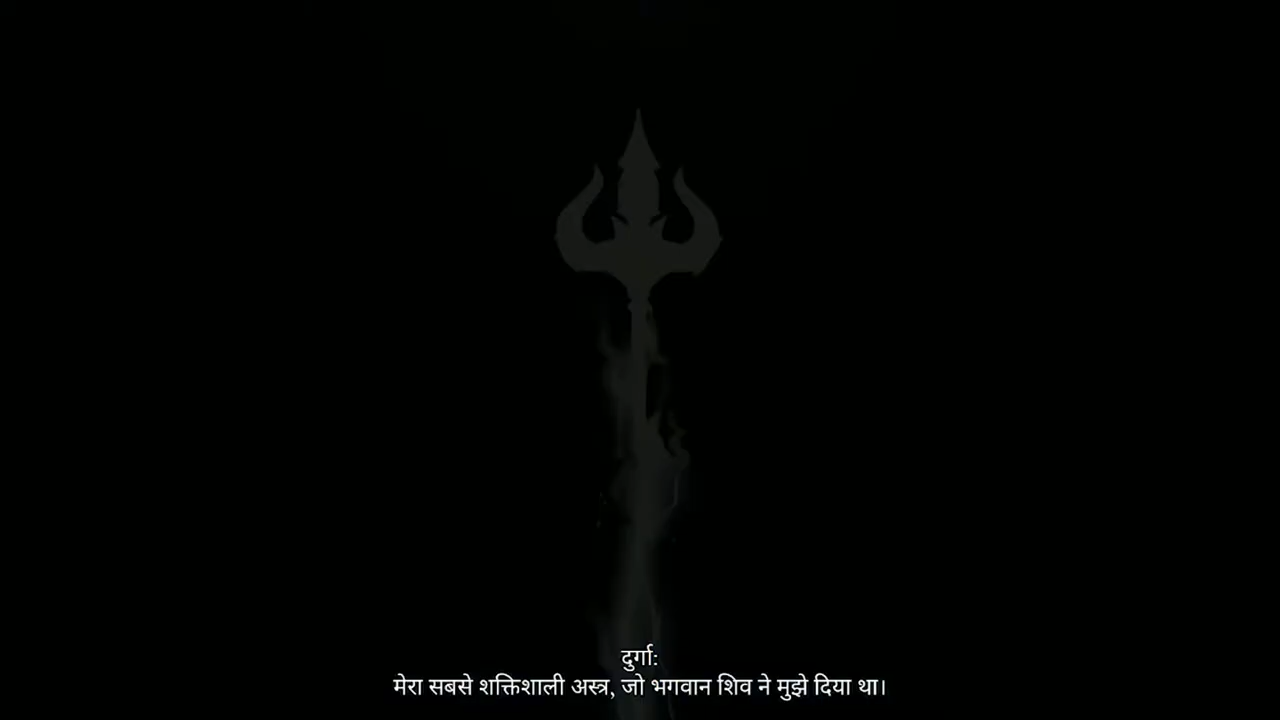 दुर्गा:
मेरा सबसे शक्तिशाली अस्त्र, जो भगवान शिव ने मुझे दिया था।